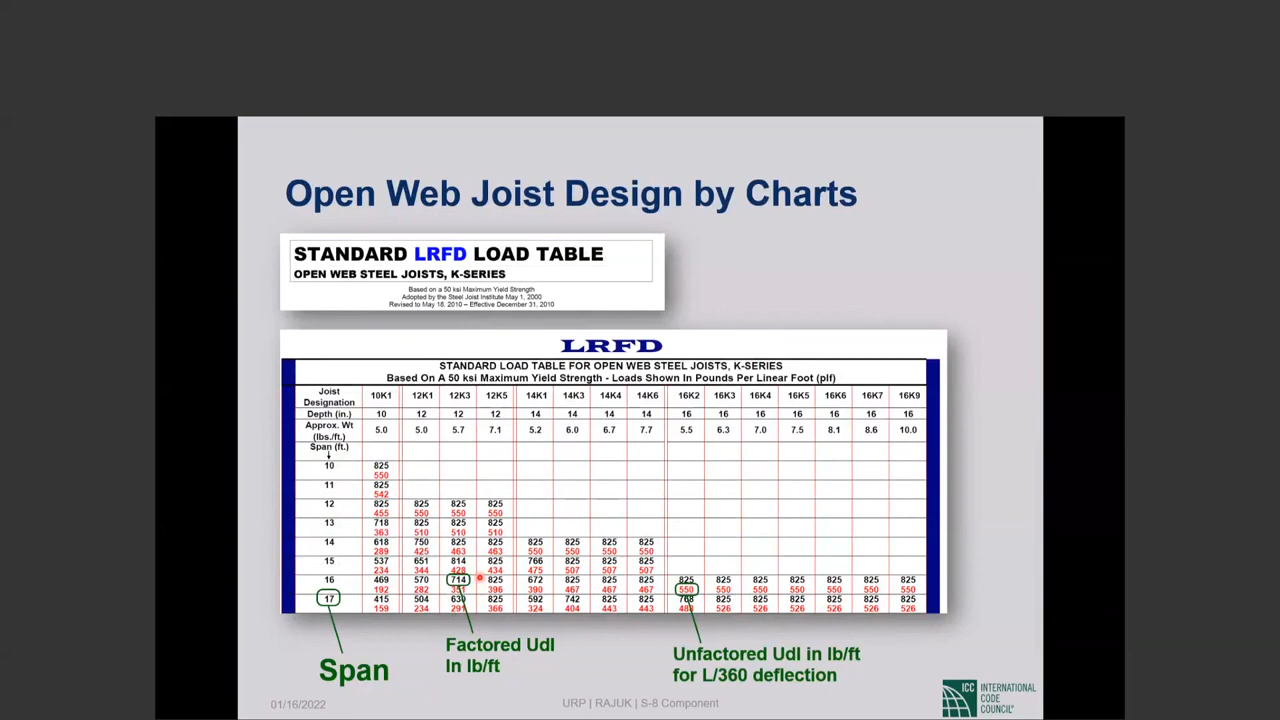 Open Web Joist Design by Charts
STANDARD LRFD LOAD TABLE
OPEN WEB STEEL JOISTS, K-SERIES
Based on a 50 ksi Maximum Yield Strength
Adopted by the Steel Joist Institute May 1, 2000
Revised to May 18, 2010 – Effective December 31, 2010
LRFD
STANDARD LOAD TABLE FOR OPEN WEB STEEL JOISTS, K-SERIES
Based On A 50 ksi Maximum Yield Strength - Loads Shown In Pounds Per Linear Foot (plf)
Joist Designation 10K1 12K1 12K3 12K5 14K1 14K3 14K4 14K6 16K2 16K3 16K4 16K5 16K6 16K7 16K9
Depth (in.) 10 12 12 12 14 14 14 14 16 16 16 16 16 16 16
Approx. Wt (lbs./ft.) 5.0 5.0 5.7 7.1 5.2 6.0 6.7 7.7 5.5 6.3 7.0 7.5 8.1 8.6 10.0
Span (ft.)
10 825
550
11 825
542
12 825 825 825 825
455 550 550 550
13 718 825 825 825
363 510 510 510
14 618 750 825 825 825 825 825 825
289 425 463 463 550 550 550 550
15 537 651 814 825 766 825 825 825
234 344 428 434 475 507 507 507
16 469 570 714 825 672 825 825 825 825 825 825 825 825 825 825
192 282 351 396 390 467 467 467 550 550 550 550 550 550 550
17 415 504 630 825 592 742 825 825 768 825 825 825 825 825 825
159 234 291 366 324 404 443 443 488 526 526 526 526 526 526
Span
Factored Udl
In lb/ft
Unfactored Udl in lb/ft
for L/360 deflection
01/16/2022
URP | RAJUK | S-8 Component
ICC
INTERNATIONAL
CODE
COUNCIL